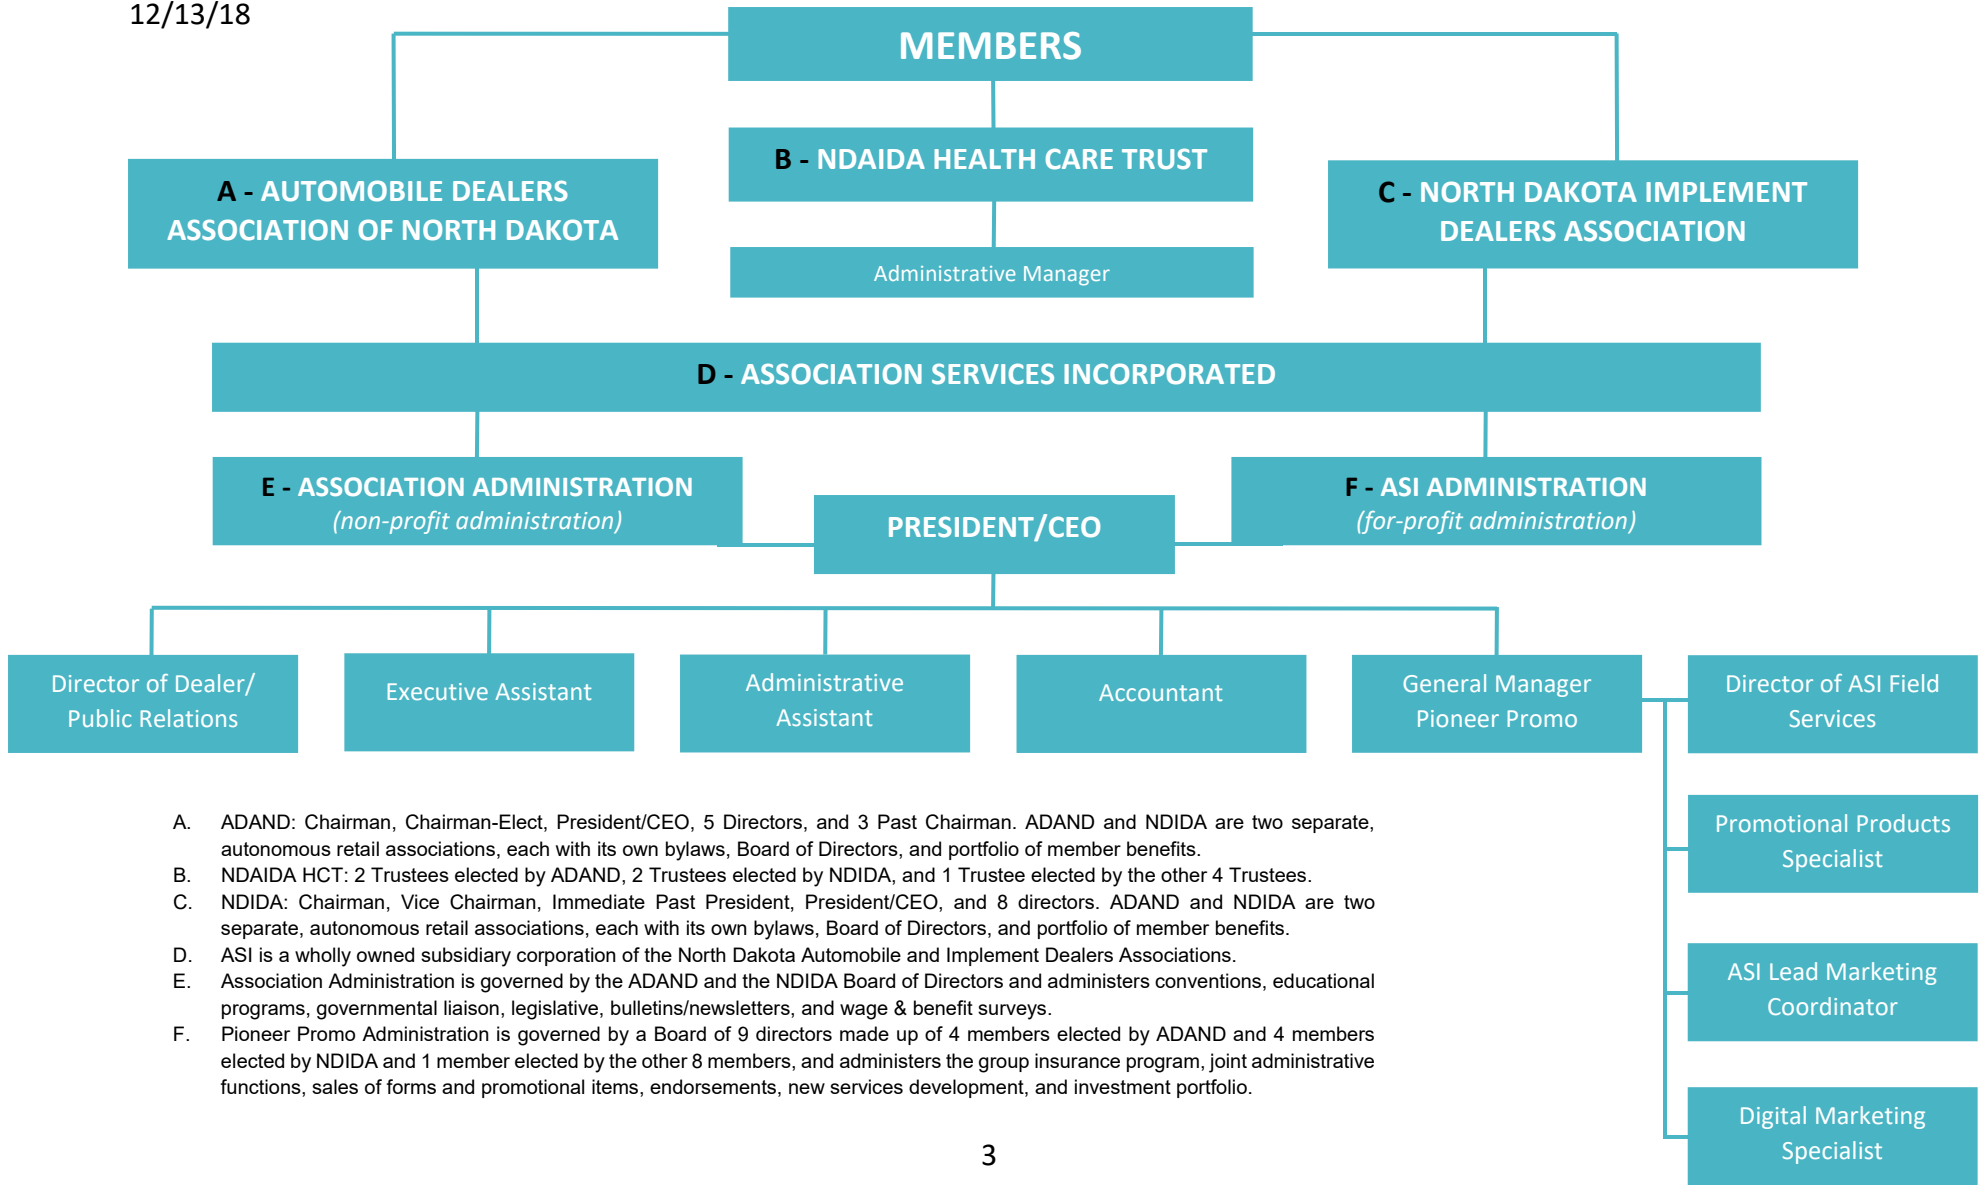 12/13/18
MEMBERS
A - AUTOMOBILE DEALERS
ASSOCIATION OF NORTH DAKOTA
B - NDAIDA HEALTH CARE TRUST
Administrative Manager
C - NORTH DAKOTA IMPLEMENT
DEALERS ASSOCIATION
D - ASSOCIATION SERVICES INCORPORATED
E - ASSOCIATION ADMINISTRATION
(non-profit administration)
PRESIDENT/CEO
F - ASI ADMINISTRATION
(for-profit administration)
Director of Dealer/
Public Relations
Executive Assistant
Administrative
Assistant
Accountant
General Manager
Pioneer Promo
Director of ASI Field
Services
Promotional Products
Specialist
ASI Lead Marketing
Coordinator
Digital Marketing
Specialist
A. ADAND: Chairman, Chairman-Elect, President/CEO, 5 Directors, and 3 Past Chairman. ADAND and NDIDA are two separate,
autonomous retail associations, each with its own bylaws, Board of Directors, and portfolio of member benefits.
B. NDAIDA HCT: 2 Trustees elected by ADAND, 2 Trustees elected by NDIDA, and 1 Trustee elected by the other 4 Trustees.
C. NDIDA: Chairman, Vice Chairman, Immediate Past President, President/CEO, and 8 directors. ADAND and NDIDA are two
separate, autonomous retail associations, each with its own bylaws, Board of Directors, and portfolio of member benefits.
D. ASI is a wholly owned subsidiary corporation of the North Dakota Automobile and Implement Dealers Associations.
E. Association Administration is governed by the ADAND and the NDIDA Board of Directors and administers conventions, educational
programs, governmental liaison, legislative, bulletins/newsletters, and wage & benefit surveys.
F. Pioneer Promo Administration is governed by a Board of 9 directors made up of 4 members elected by ADAND and 4 members
elected by NDIDA and 1 member elected by the other 8 members, and administers the group insurance program, joint administrative
functions, sales of forms and promotional items, endorsements, new services development, and investment portfolio.
3